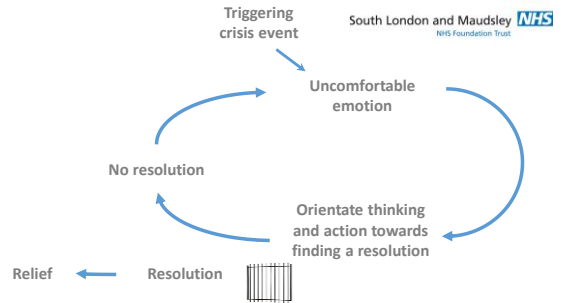 Triggering
crisis event
South London and Maudsley NHS
NHS Foundation Trust
Uncomfortable
emotion
No resolution
Orientate thinking
and action towards
finding a resolution
Relief
Resolution